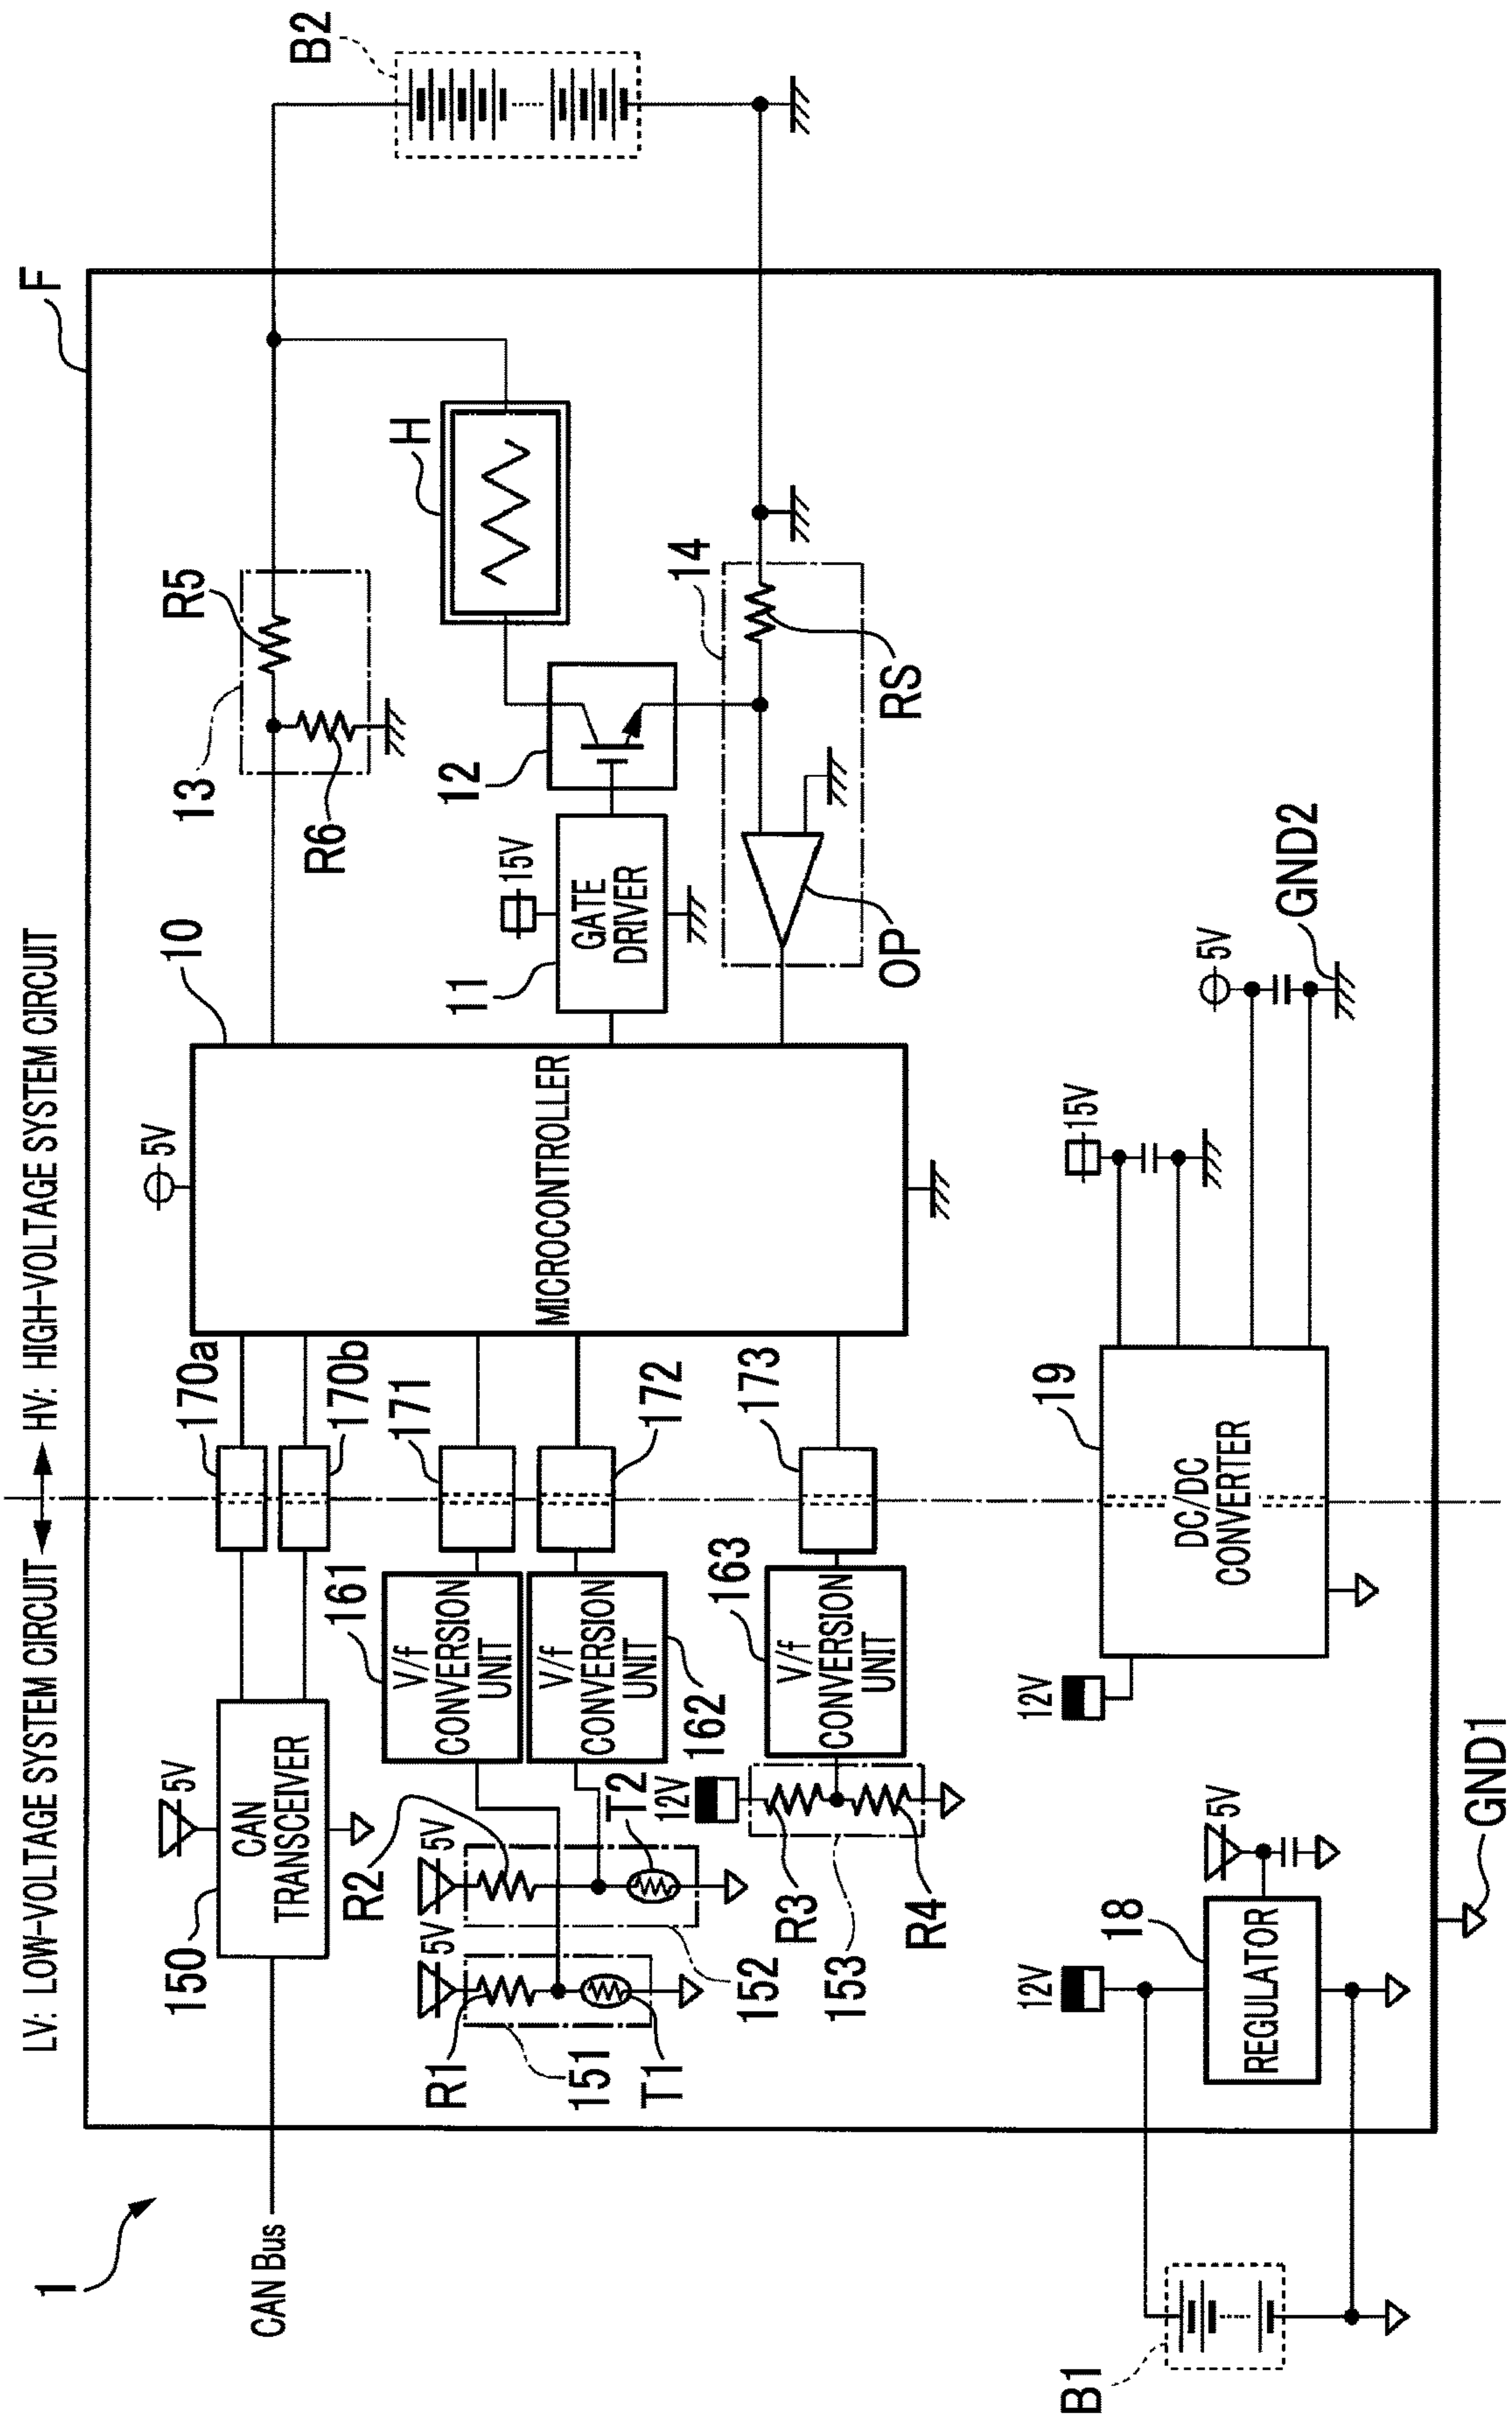 1
LV: LOW-VOLTAGE SYSTEM CIRCUIT
HV: HIGH-VOLTAGE SYSTEM CIRCUIT
F
B2
CAN Bus
150
CAN
TRANSCEIVER
5V
170a
170b
10
5V
MICROCONTROLLER
13
R5
R6
H
161
V/f
CONVERSION
UNIT
171
V/f
CONVERSION
UNIT
162
172
R1
151
T1
5V
R2
5V
152
T2
11
GATE
DRIVER
15V
12
14
RS
OP
12V
R3
153
R4
163
V/f
CONVERSION
UNIT
173
B1
12V
18
REGULATOR
5V
12V
19
DC/DC
CONVERTER
15V
5V
GND2
GND1